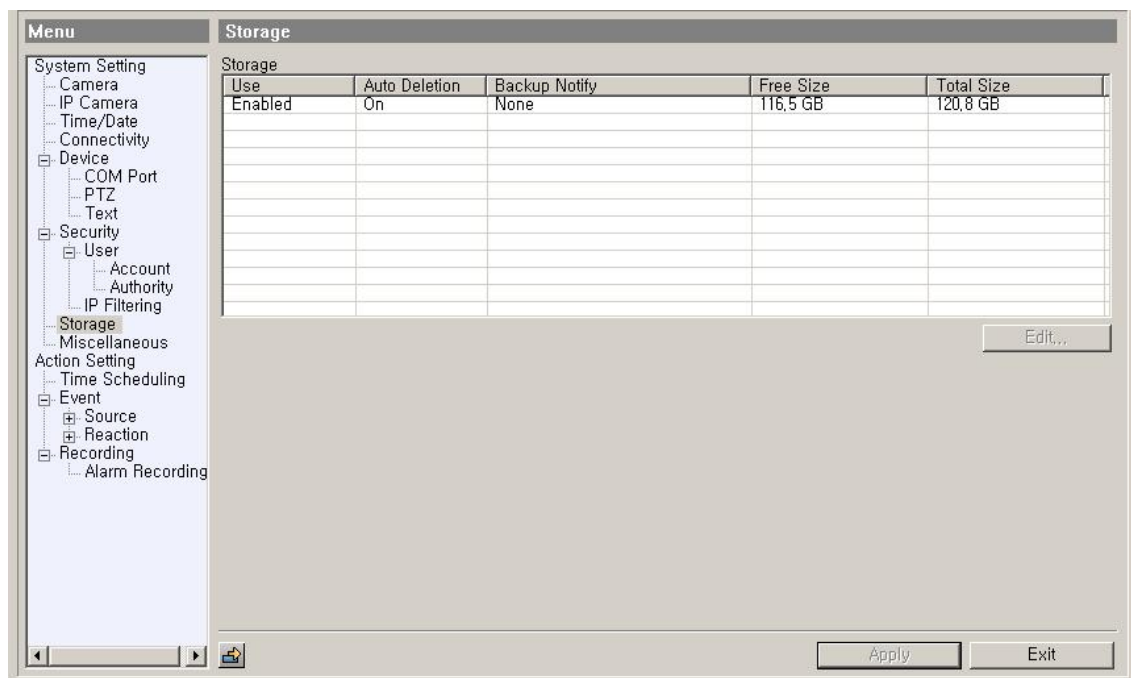 Menu
System Setting
Camera
IP Camera
Time/Date
Connectivity
Device
COM Port
PTZ
Text
Security
User
Account
Authority
IP Filtering
Storage
Miscellaneous
Action Setting
Time Scheduling
Event
Source
Reaction
Recording
Alarm Recording
Storage
Storage
Use Auto Deletion Backup Notify Free Size Total Size
Enabled On None 116,5 GB 120,8 GB
Edit,,,
Apply Exit